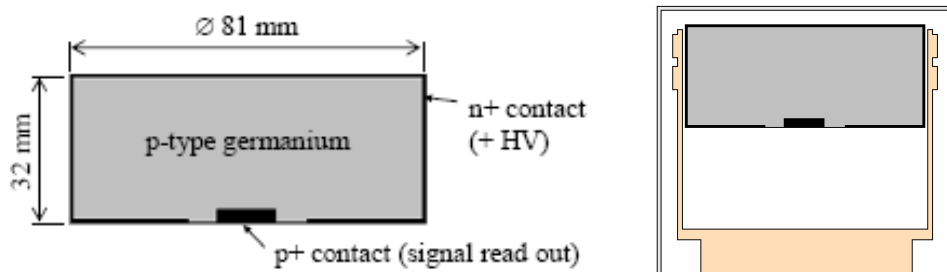 ∅ 81 mm
32 mm
p-type germanium
n+ contact
(+ HV)
p+ contact (signal read out)